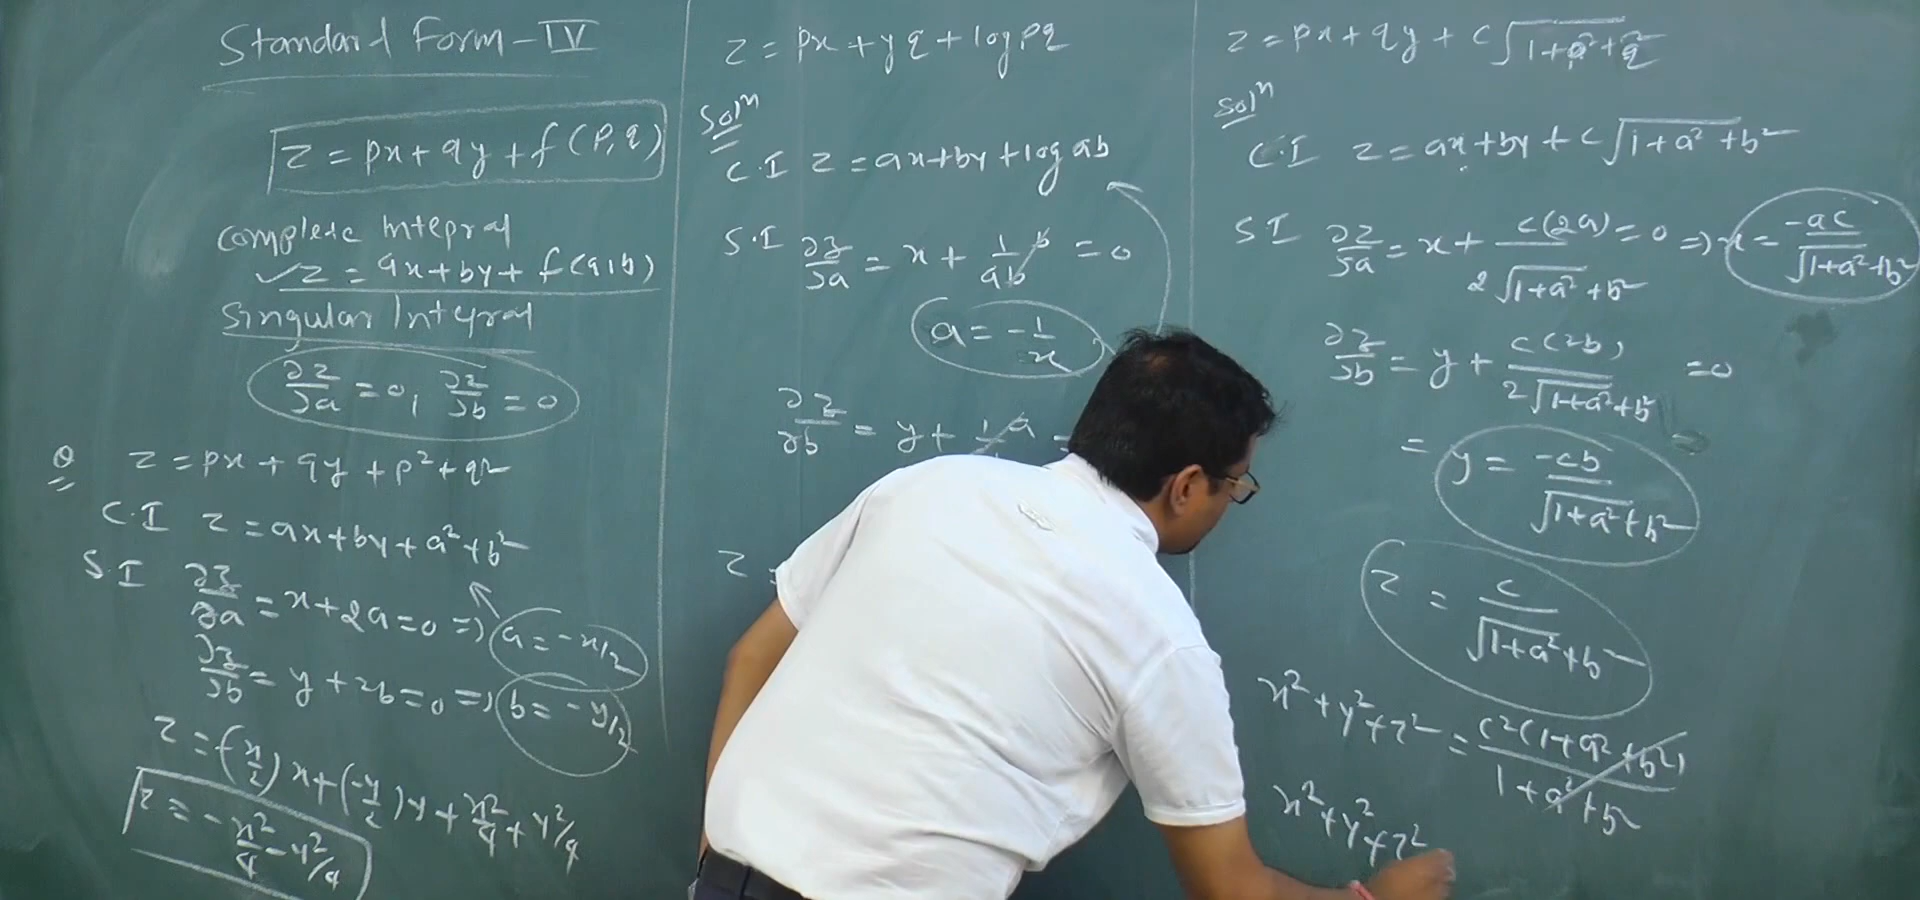 Standard Form-IV
z = px + qy + f(p,q)
Complete Integral
✓z = ax + by + f(a,b)
Singular Integral
∂z/∂a = 0, ∂z/∂b = 0
Q z = px + qy + p² + q²
C.I z = ax + by + a² + b²
S.I ∂z/∂a = x + 2a = 0 => a = -x/2
∂z/∂b = y + 2b = 0 => b = -y/2
z = (-x/2)x + (-y/2)y + x²/4 + y²/4
z = -x²/4 - y²/4
z = px + yq + log pq
Solⁿ
C.I z = ax + by + log ab
S.I ∂z/∂a = x + 1/ab b = 0
a = -1/x
∂z/∂b = y + 1/ a =
z =
z = px + qy + c√(1+p²+q²)
Solⁿ
C.I z = ax + by + c√(1+a²+b²)
S I ∂z/∂a = x + c(2a)/2√(1+a²+b²) = 0 => x = -ac/√(1+a²+b²)
∂z/∂b = y + c(2b)/2√(1+a²+b²) = 0
= y = -cb/√(1+a²+b²)
z = c/√(1+a²+b²)
x² + y² + z² = c²(1+a²+b²)/1+a²+b²
x² + y² + z²